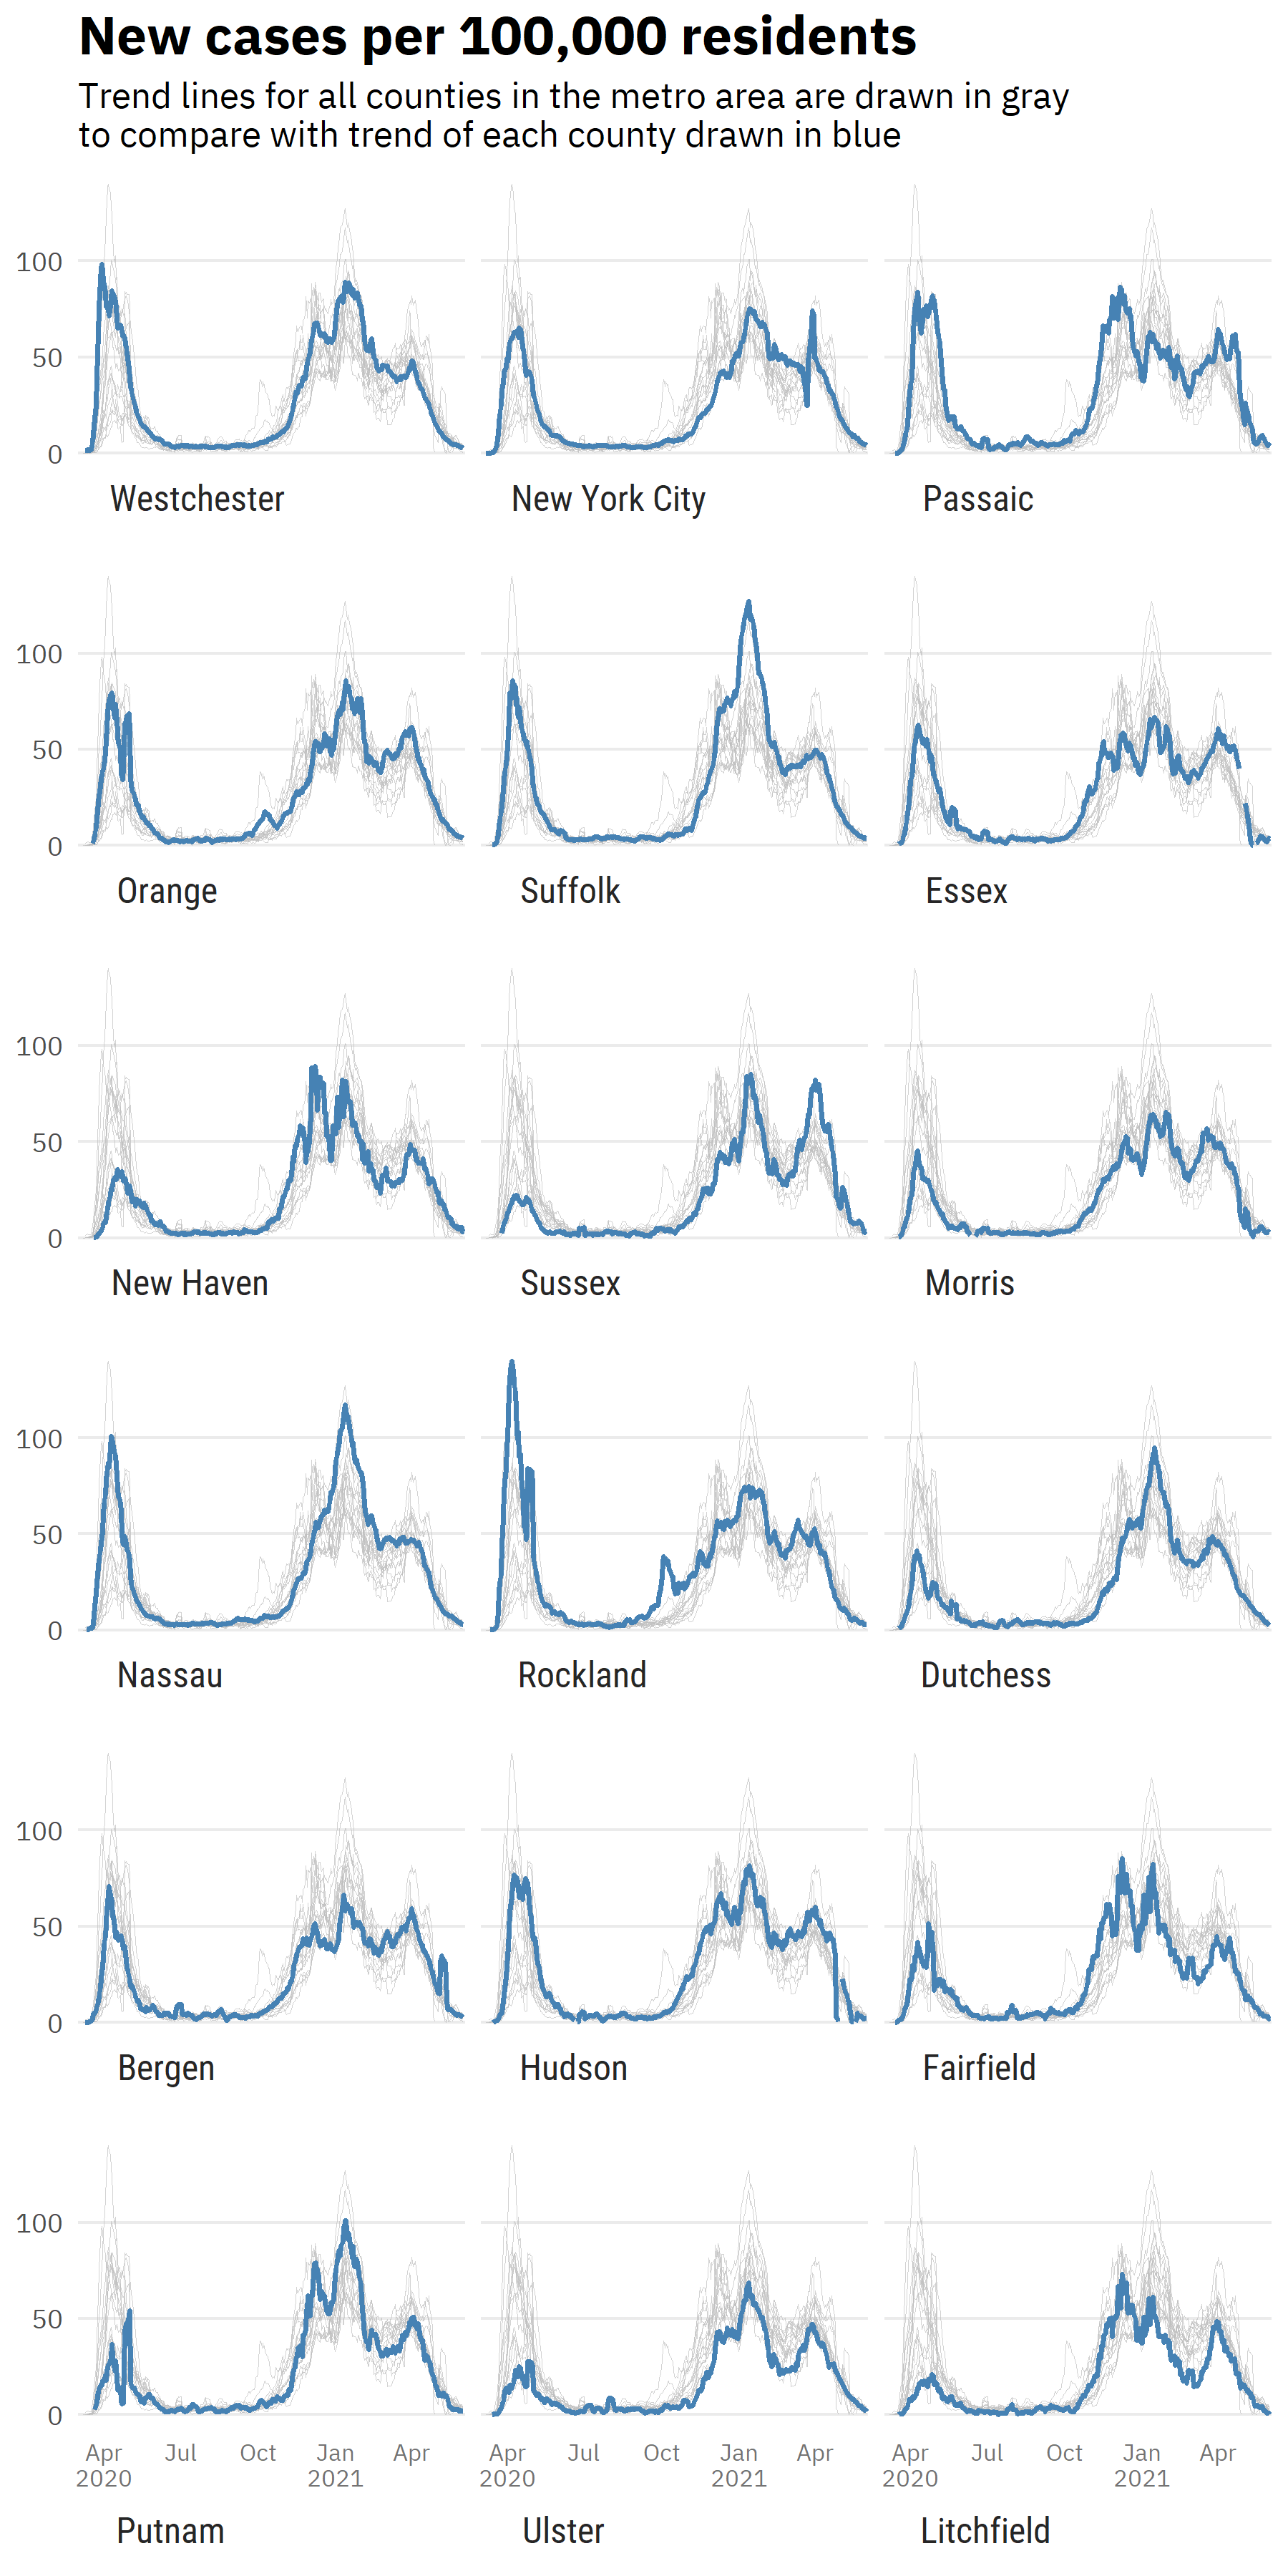 New cases per 100,000 residents
Trend lines for all counties in the metro area are drawn in gray
to compare with trend of each county drawn in blue
100
50
0
Westchester New York City Passaic
100
50
0
Orange Suffolk Essex
100
50
0
New Haven Sussex Morris
100
50
0
Nassau Rockland Dutchess
100
50
0
Bergen Hudson Fairfield
100
50
0
Apr Jul Oct Jan Apr Apr Jul Oct Jan Apr Apr Jul Oct Jan Apr
2020 2021 2020 2021 2020 2021
Putnam Ulster Litchfield